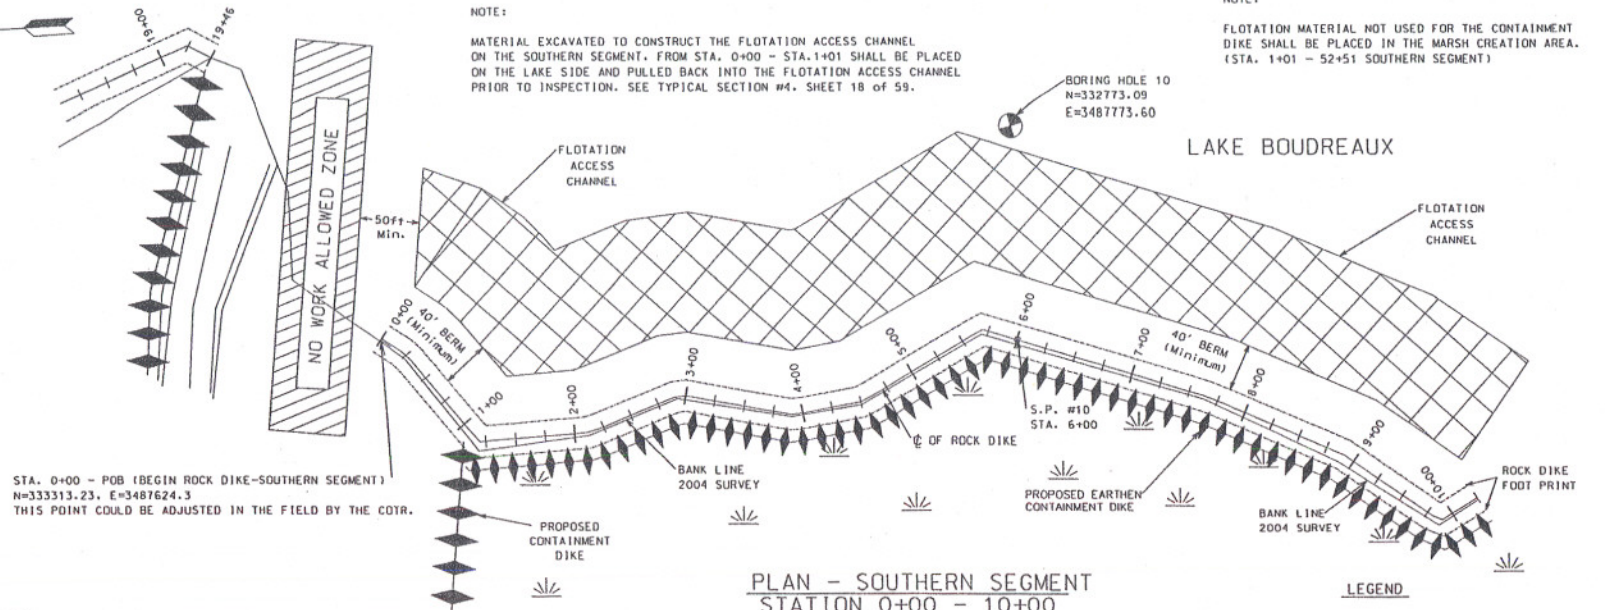 NOTE:
MATERIAL EXCAVATED TO CONSTRUCT THE FLOTATION ACCESS CHANNEL
ON THE SOUTHERN SEGMENT. FROM STA. 0+00 - STA.1+01 SHALL BE PLACED
ON THE LAKE SIDE AND PULLED BACK INTO THE FLOTATION ACCESS CHANNEL
PRIOR TO INSPECTION. SEE TYPICAL SECTION #4. SHEET 18 of 59.
NOTE:
FLOTATION MATERIAL NOT USED FOR THE CONTAINMENT
DIKE SHALL BE PLACED IN THE MARSH CREATION AREA.
(STA. 1+01 - 52+51 SOUTHERN SEGMENT)
19+00
19+46
BORING HOLE 10
N=332773.09
E=3487773.60
LAKE BOUDREAUX
NO WORK ALLOWED ZONE
FLOTATION
ACCESS
CHANNEL
50ft
Min.
FLOTATION
ACCESS
CHANNEL
0+00
40' BERM
(Minimum)
1+00
2+00
3+00
4+00
5+00
6+00
7+00
40' BERM
(Minimum)
8+00
9+00
10+00
S.P. #10
STA. 6+00
℄ OF ROCK DIKE
BANK LINE
2004 SURVEY
STA. 0+00 - POB (BEGIN ROCK DIKE-SOUTHERN SEGMENT)
N=333313.23, E=3487624.3
THIS POINT COULD BE ADJUSTED IN THE FIELD BY THE COTR.
PROPOSED EARTHEN
CONTAINMENT DIKE
BANK LINE
2004 SURVEY
ROCK DIKE
FOOT PRINT
PROPOSED
CONTAINMENT
DIKE
PLAN - SOUTHERN SEGMENT
STATION 0+00 - 10+00
LEGEND